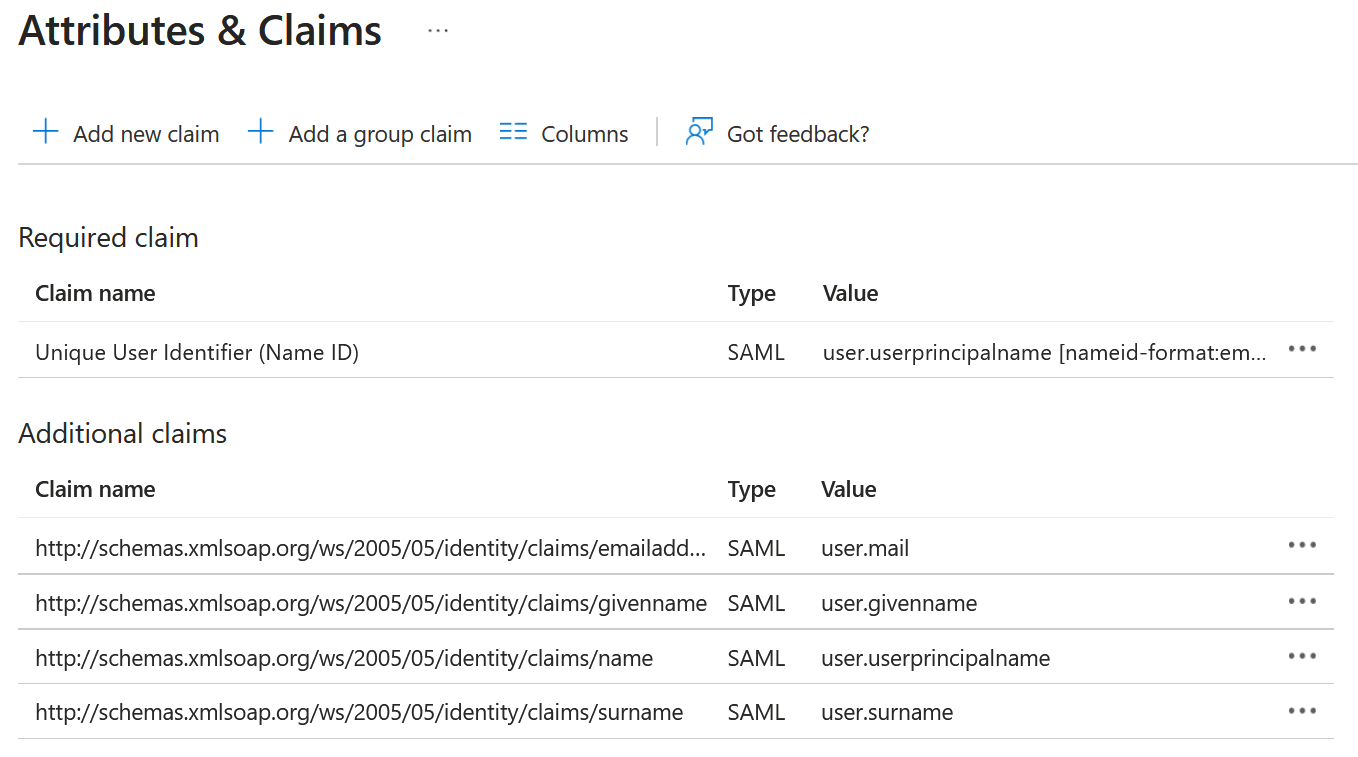 Attributes & Claims ...
Add new claim Add a group claim Columns Got feedback?
Required claim
Claim name Type Value
Unique User Identifier (Name ID) SAML user.userprincipalname [nameid-format:em...
Additional claims
Claim name Type Value
http://schemas.xmlsoap.org/ws/2005/05/identity/claims/emailadd... SAML user.mail
http://schemas.xmlsoap.org/ws/2005/05/identity/claims/givenname SAML user.givenname
http://schemas.xmlsoap.org/ws/2005/05/identity/claims/name SAML user.userprincipalname
http://schemas.xmlsoap.org/ws/2005/05/identity/claims/surname SAML user.surname